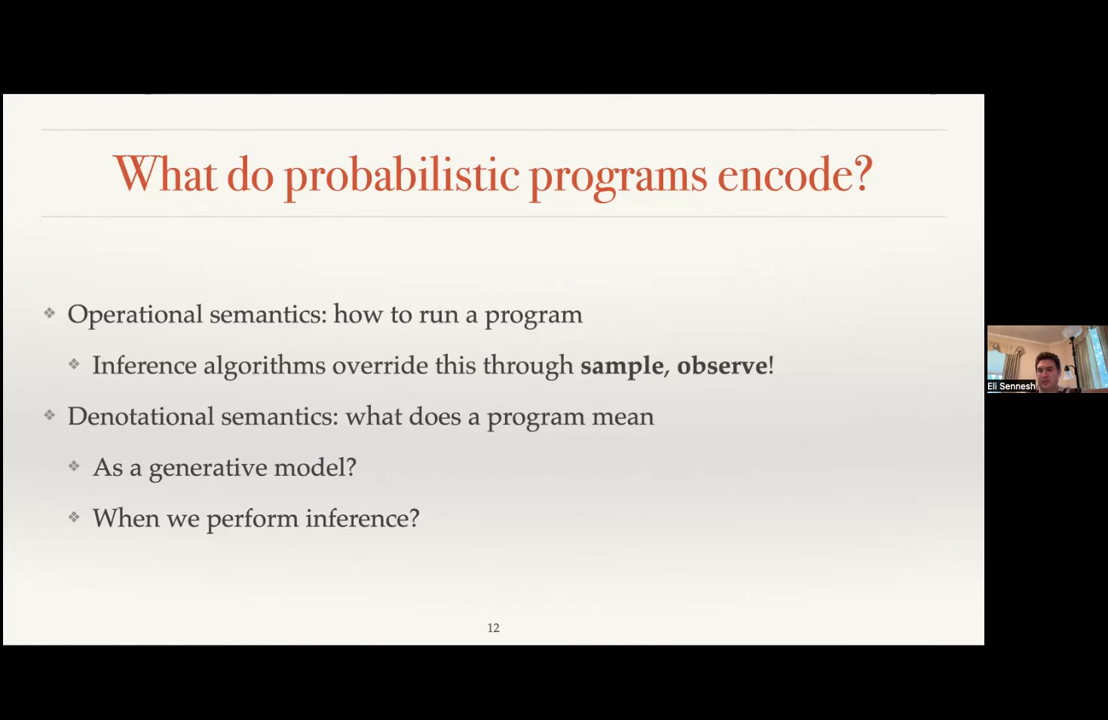 What do probabilistic programs encode?
Operational semantics: how to run a program
Inference algorithms override this through sample, observe!
Denotational semantics: what does a program mean
As a generative model?
When we perform inference?
12
Eli Sennesh